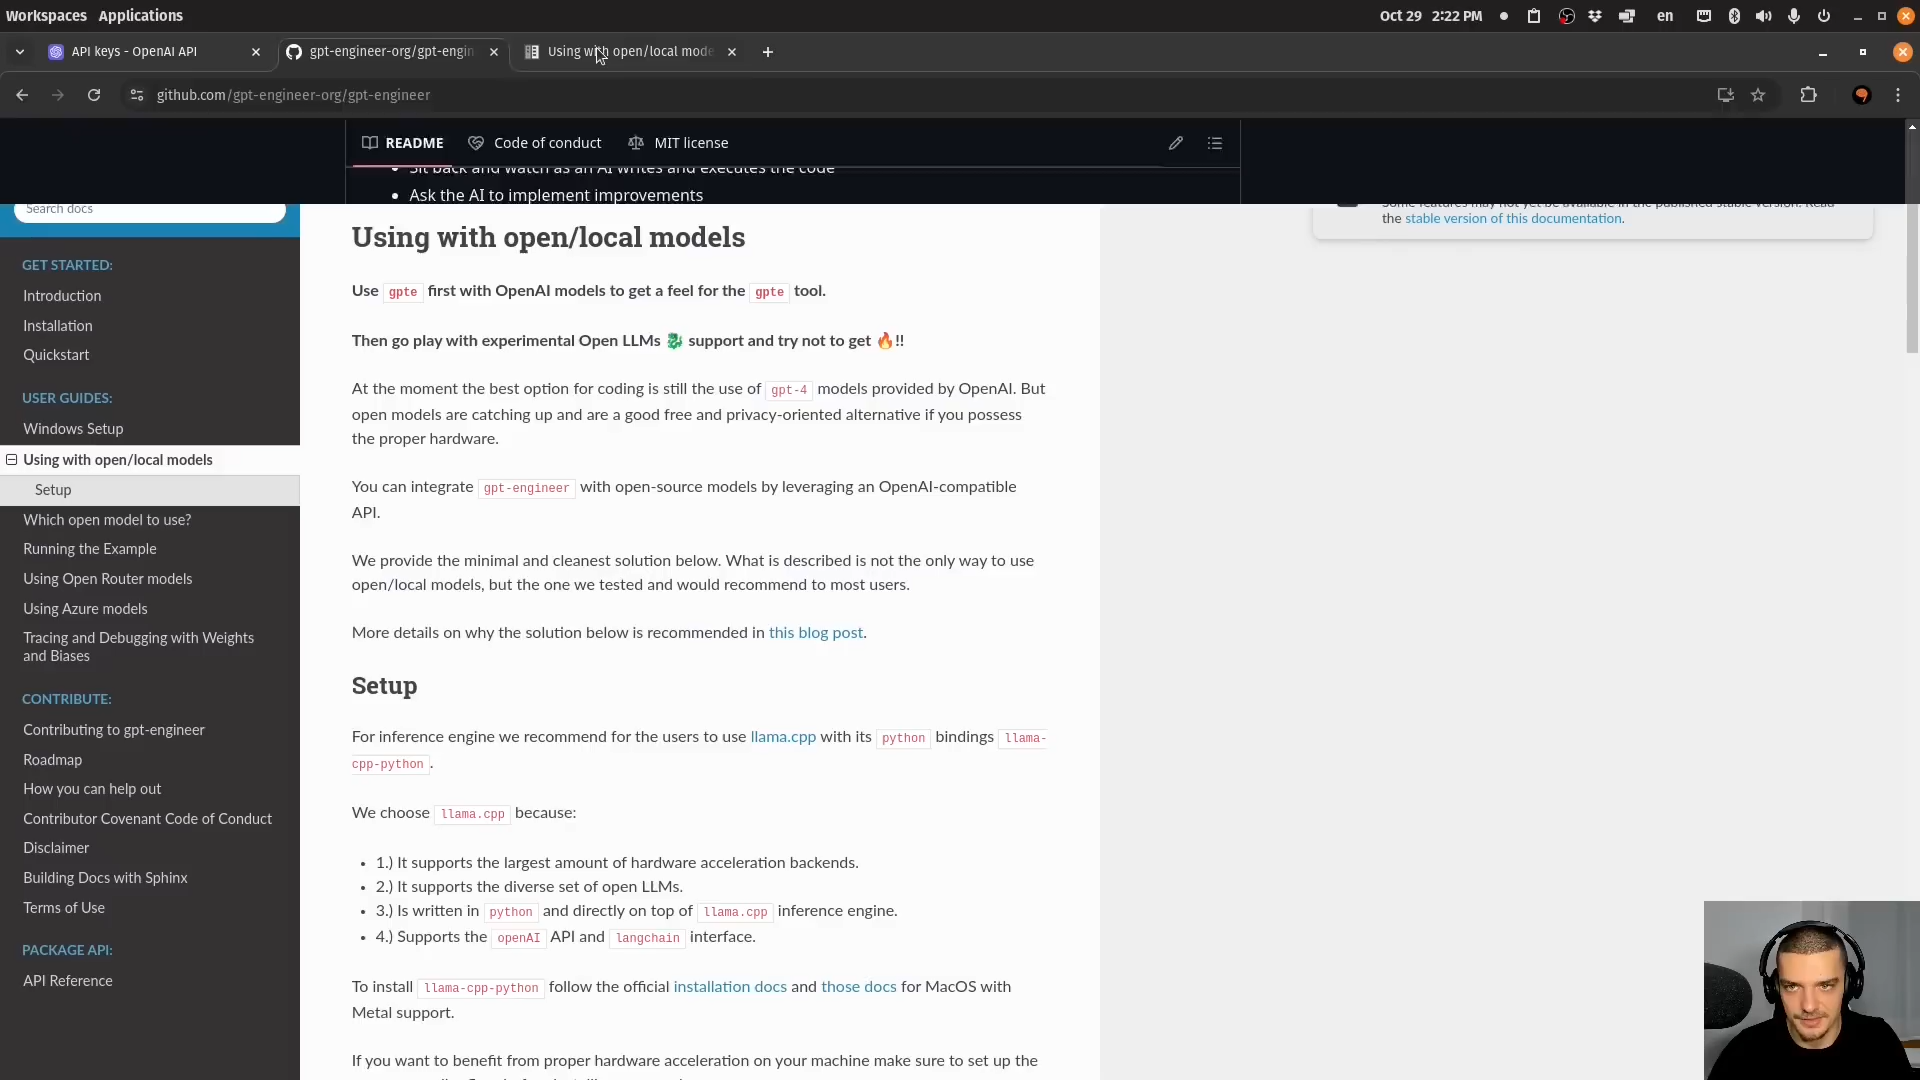 Workspaces Applications
Oct 29 2:22 PM
en
API keys - OpenAI API
gpt-engineer-org/gpt-engin
Using with open/local mode
github.com/gpt-engineer-org/gpt-engineer
README
Code of conduct
MIT license
Sit back and watch as an AI writes and executes the code
Ask the AI to implement improvements
Search docs
GET STARTED:
Introduction
Installation
Quickstart
USER GUIDES:
Windows Setup
Using with open/local models
Setup
Which open model to use?
Running the Example
Using Open Router models
Using Azure models
Tracing and Debugging with Weights
and Biases
CONTRIBUTE:
Contributing to gpt-engineer
Roadmap
How you can help out
Contributor Covenant Code of Conduct
Disclaimer
Building Docs with Sphinx
Terms of Use
PACKAGE API:
API Reference
Using with open/local models
Use gpte first with OpenAI models to get a feel for the gpte tool.
Then go play with experimental Open LLMs 🐉 support and try not to get 🔥!!
At the moment the best option for coding is still the use of gpt-4 models provided by OpenAI. But
open models are catching up and are a good free and privacy-oriented alternative if you possess
the proper hardware.
You can integrate gpt-engineer with open-source models by leveraging an OpenAI-compatible
API.
We provide the minimal and cleanest solution below. What is described is not the only way to use
open/local models, but the one we tested and would recommend to most users.
More details on why the solution below is recommended in this blog post.
Setup
For inference engine we recommend for the users to use llama.cpp with its python bindings llama-
cpp-python.
We choose llama.cpp because:
1.) It supports the largest amount of hardware acceleration backends.
2.) It supports the diverse set of open LLMs.
3.) Is written in python and directly on top of llama.cpp inference engine.
4.) Supports the openAI API and langchain interface.
To install llama-cpp-python follow the official installation docs and those docs for MacOS with
Metal support.
If you want to benefit from proper hardware acceleration on your machine make sure to set up the
Some features may not yet be available in the published stable version. Read
the stable version of this documentation.